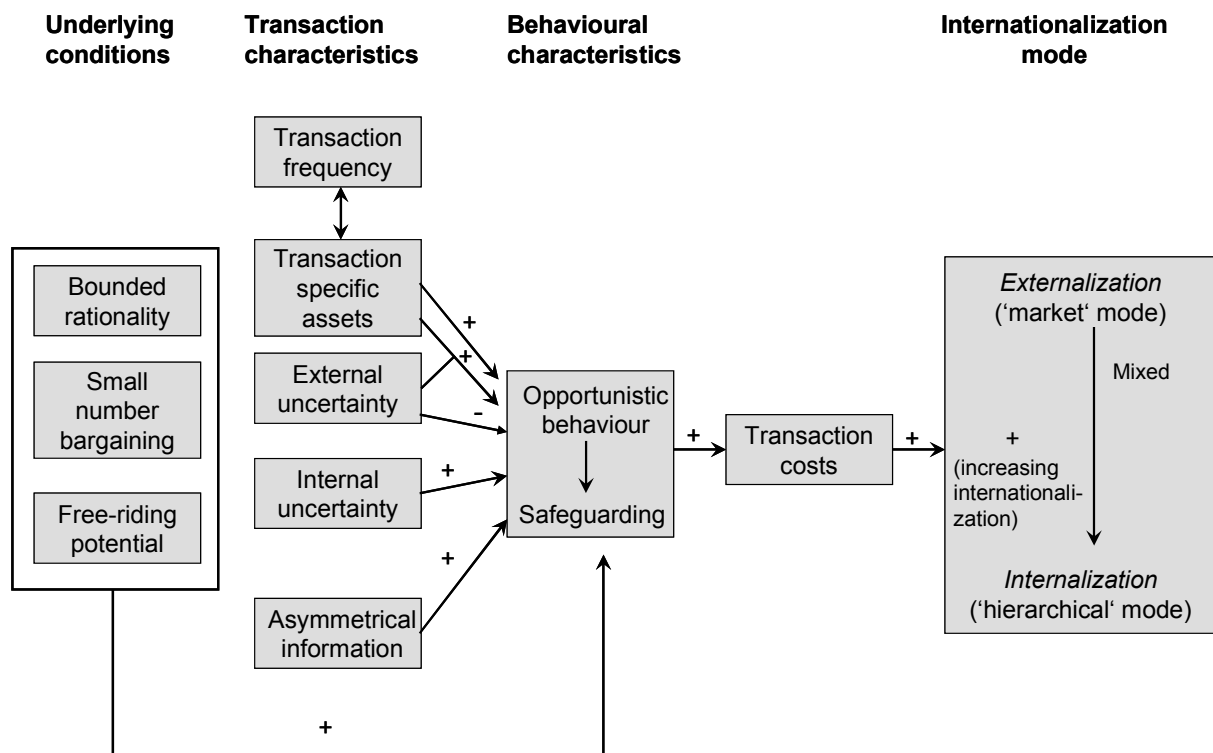 Underlying
conditions
Transaction
characteristics
Behavioural
characteristics
Internationalization
mode
Transaction
frequency
Transaction
specific
assets
Bounded
rationality
Small
number
bargaining
Free-riding
potential
External
uncertainty
Internal
uncertainty
Asymmetrical
information
+
+
-
+
+
+
Opportunistic
behaviour
Safeguarding
+
Transaction
costs
+
Externalization
(‘market‘ mode)
Mixed
+
(increasing
internationali-
zation)
Internalization
(‘hierarchical‘ mode)